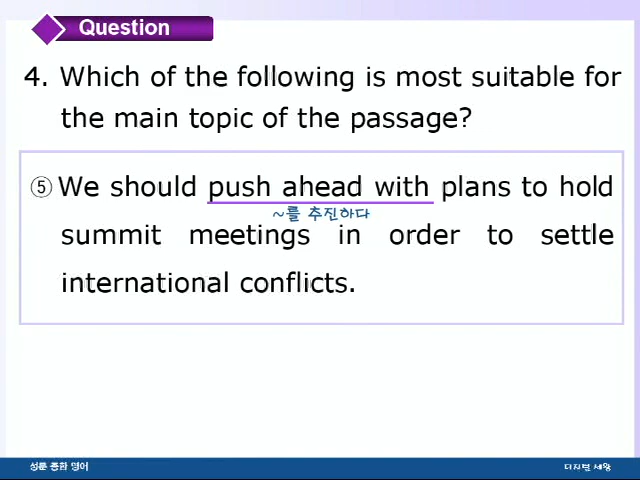 Question
4. Which of the following is most suitable for
the main topic of the passage?
⑤ We should push ahead with plans to hold
~를 추진하다
summit meetings in order to settle
international conflicts.
성문 종합 영어
디지털 세왕